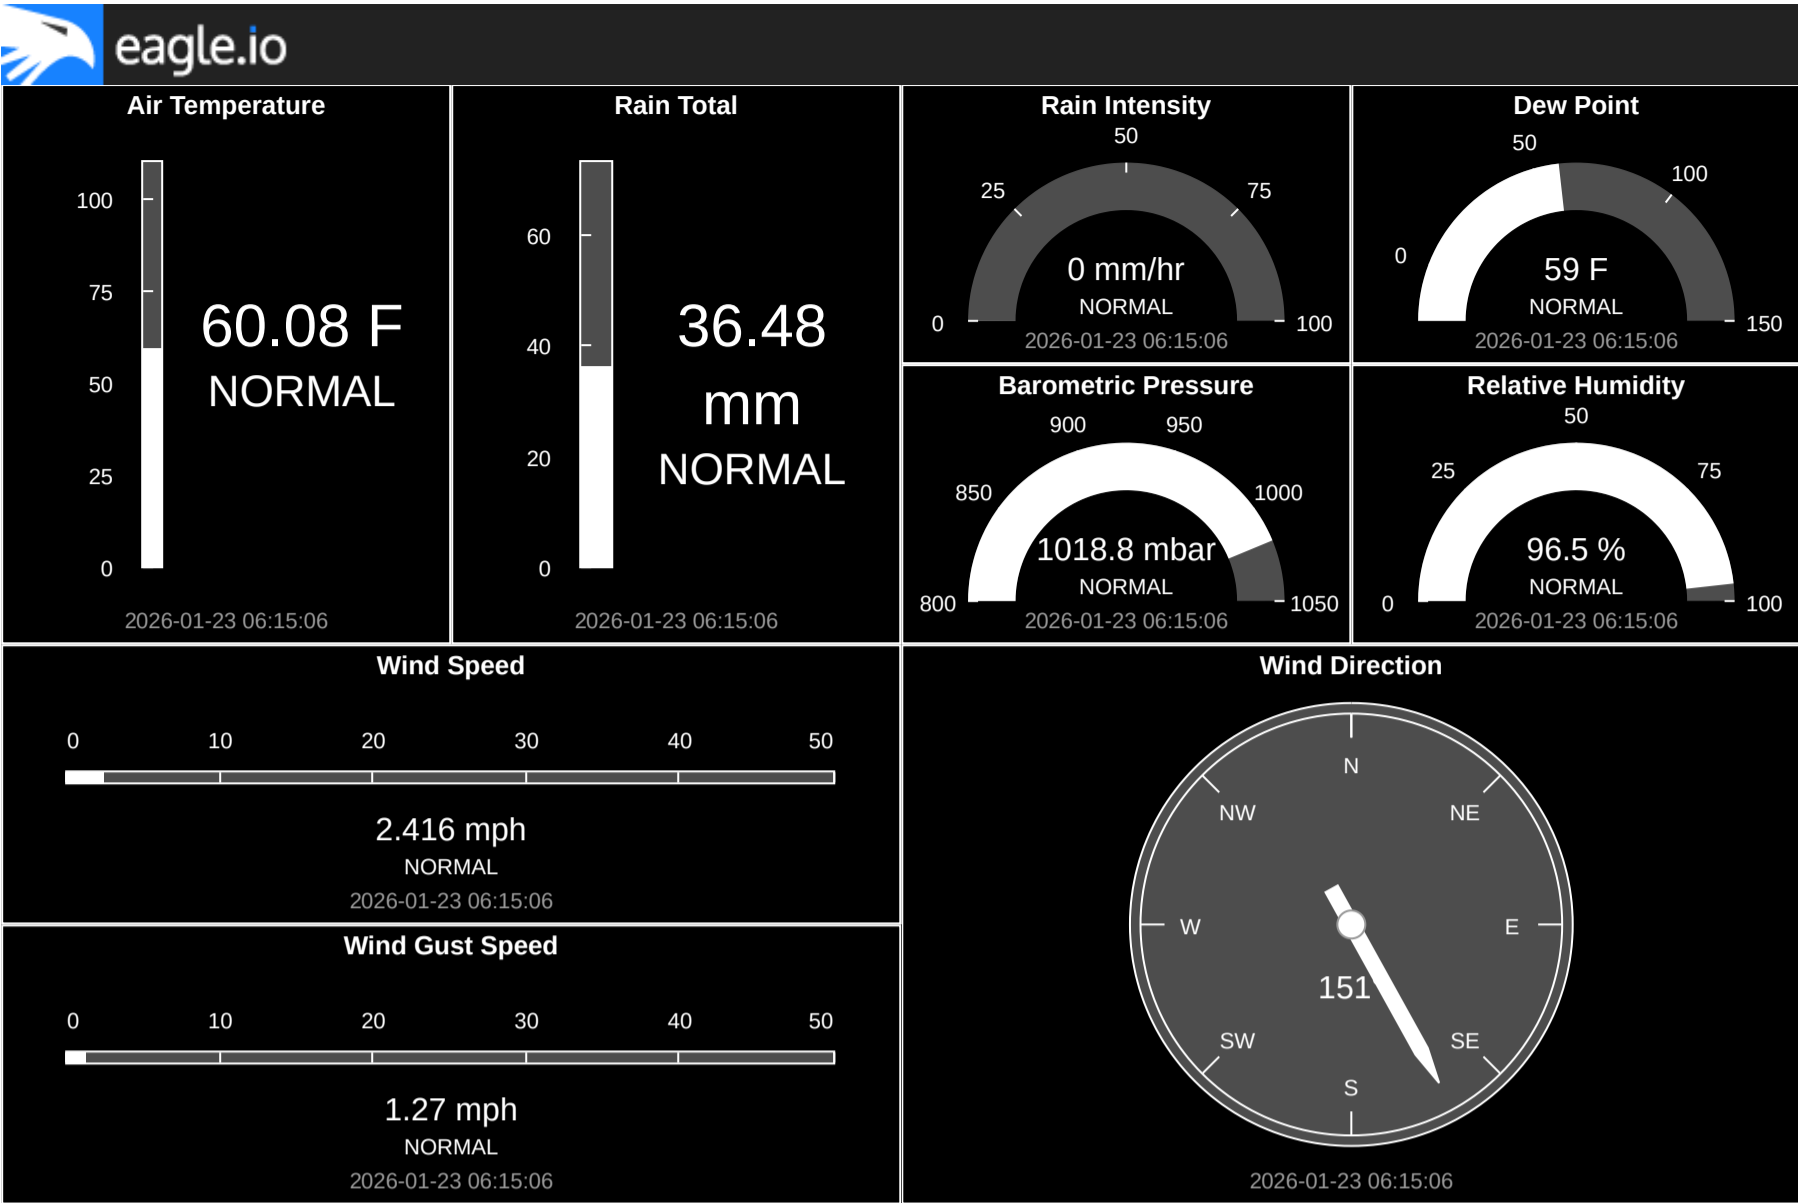 eagle.io
Air Temperature
100
75
50
25
0
60.08 F
NORMAL
2026-01-23 06:15:06
Rain Total
60
40
20
0
36.48
mm
NORMAL
2026-01-23 06:15:06
Rain Intensity
50
25
75
0
100
0 mm/hr
NORMAL
2026-01-23 06:15:06
Dew Point
50
100
0
150
59 F
NORMAL
2026-01-23 06:15:06
Barometric Pressure
900
950
850
1000
800
1050
1018.8 mbar
NORMAL
2026-01-23 06:15:06
Relative Humidity
50
25
75
0
100
96.5 %
NORMAL
2026-01-23 06:15:06
Wind Speed
0 10 20 30 40 50
2.416 mph
NORMAL
2026-01-23 06:15:06
Wind Gust Speed
0 10 20 30 40 50
1.27 mph
NORMAL
2026-01-23 06:15:06
Wind Direction
N
NW NE
W E
151
SW SE
S
2026-01-23 06:15:06